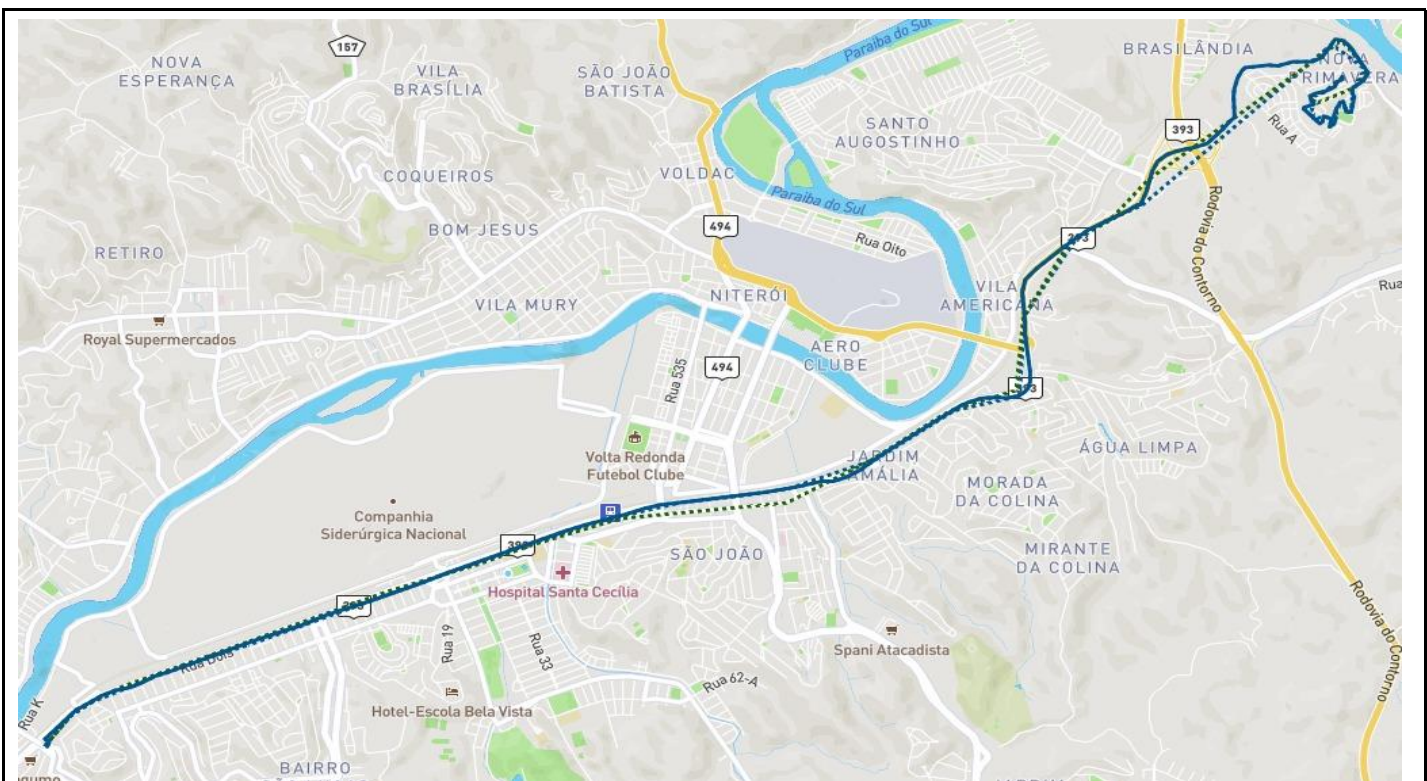 157
NOVA
ESPERANÇA
VILA
BRASÍLIA
SÃO JOÃO
BATISTA
Paraíba do Sul
BRASILÂNDIA
NOVA
PRIMAVERA
SANTO
AUGOSTINHO
393
Rua A
COQUEIROS
VOLDAC
Paraíba do Sul
BOM JESUS
494
Rua Oito
393
Rodovia do Contorno
RETIRO
VILA MURY
NITERÓI
VILA
AMERICANA
Rua
Royal Supermercados
AERO
CLUBE
494
Rua 535
393
ÁGUA LIMPA
Volta Redonda
Futebol Clube
JARDIM
AMÁLIA
MORADA
DA COLINA
Companhia
Siderúrgica Nacional
393
SÃO JOÃO
MIRANTE
DA COLINA
Hospital Santa Cecília
393
Rua Dois
Rua 19
Rua 33
Spani Atacadista
Rodovia do Contorno
Rua 62-A
Rua K
Hotel-Escola Bela Vista
BAIRRO